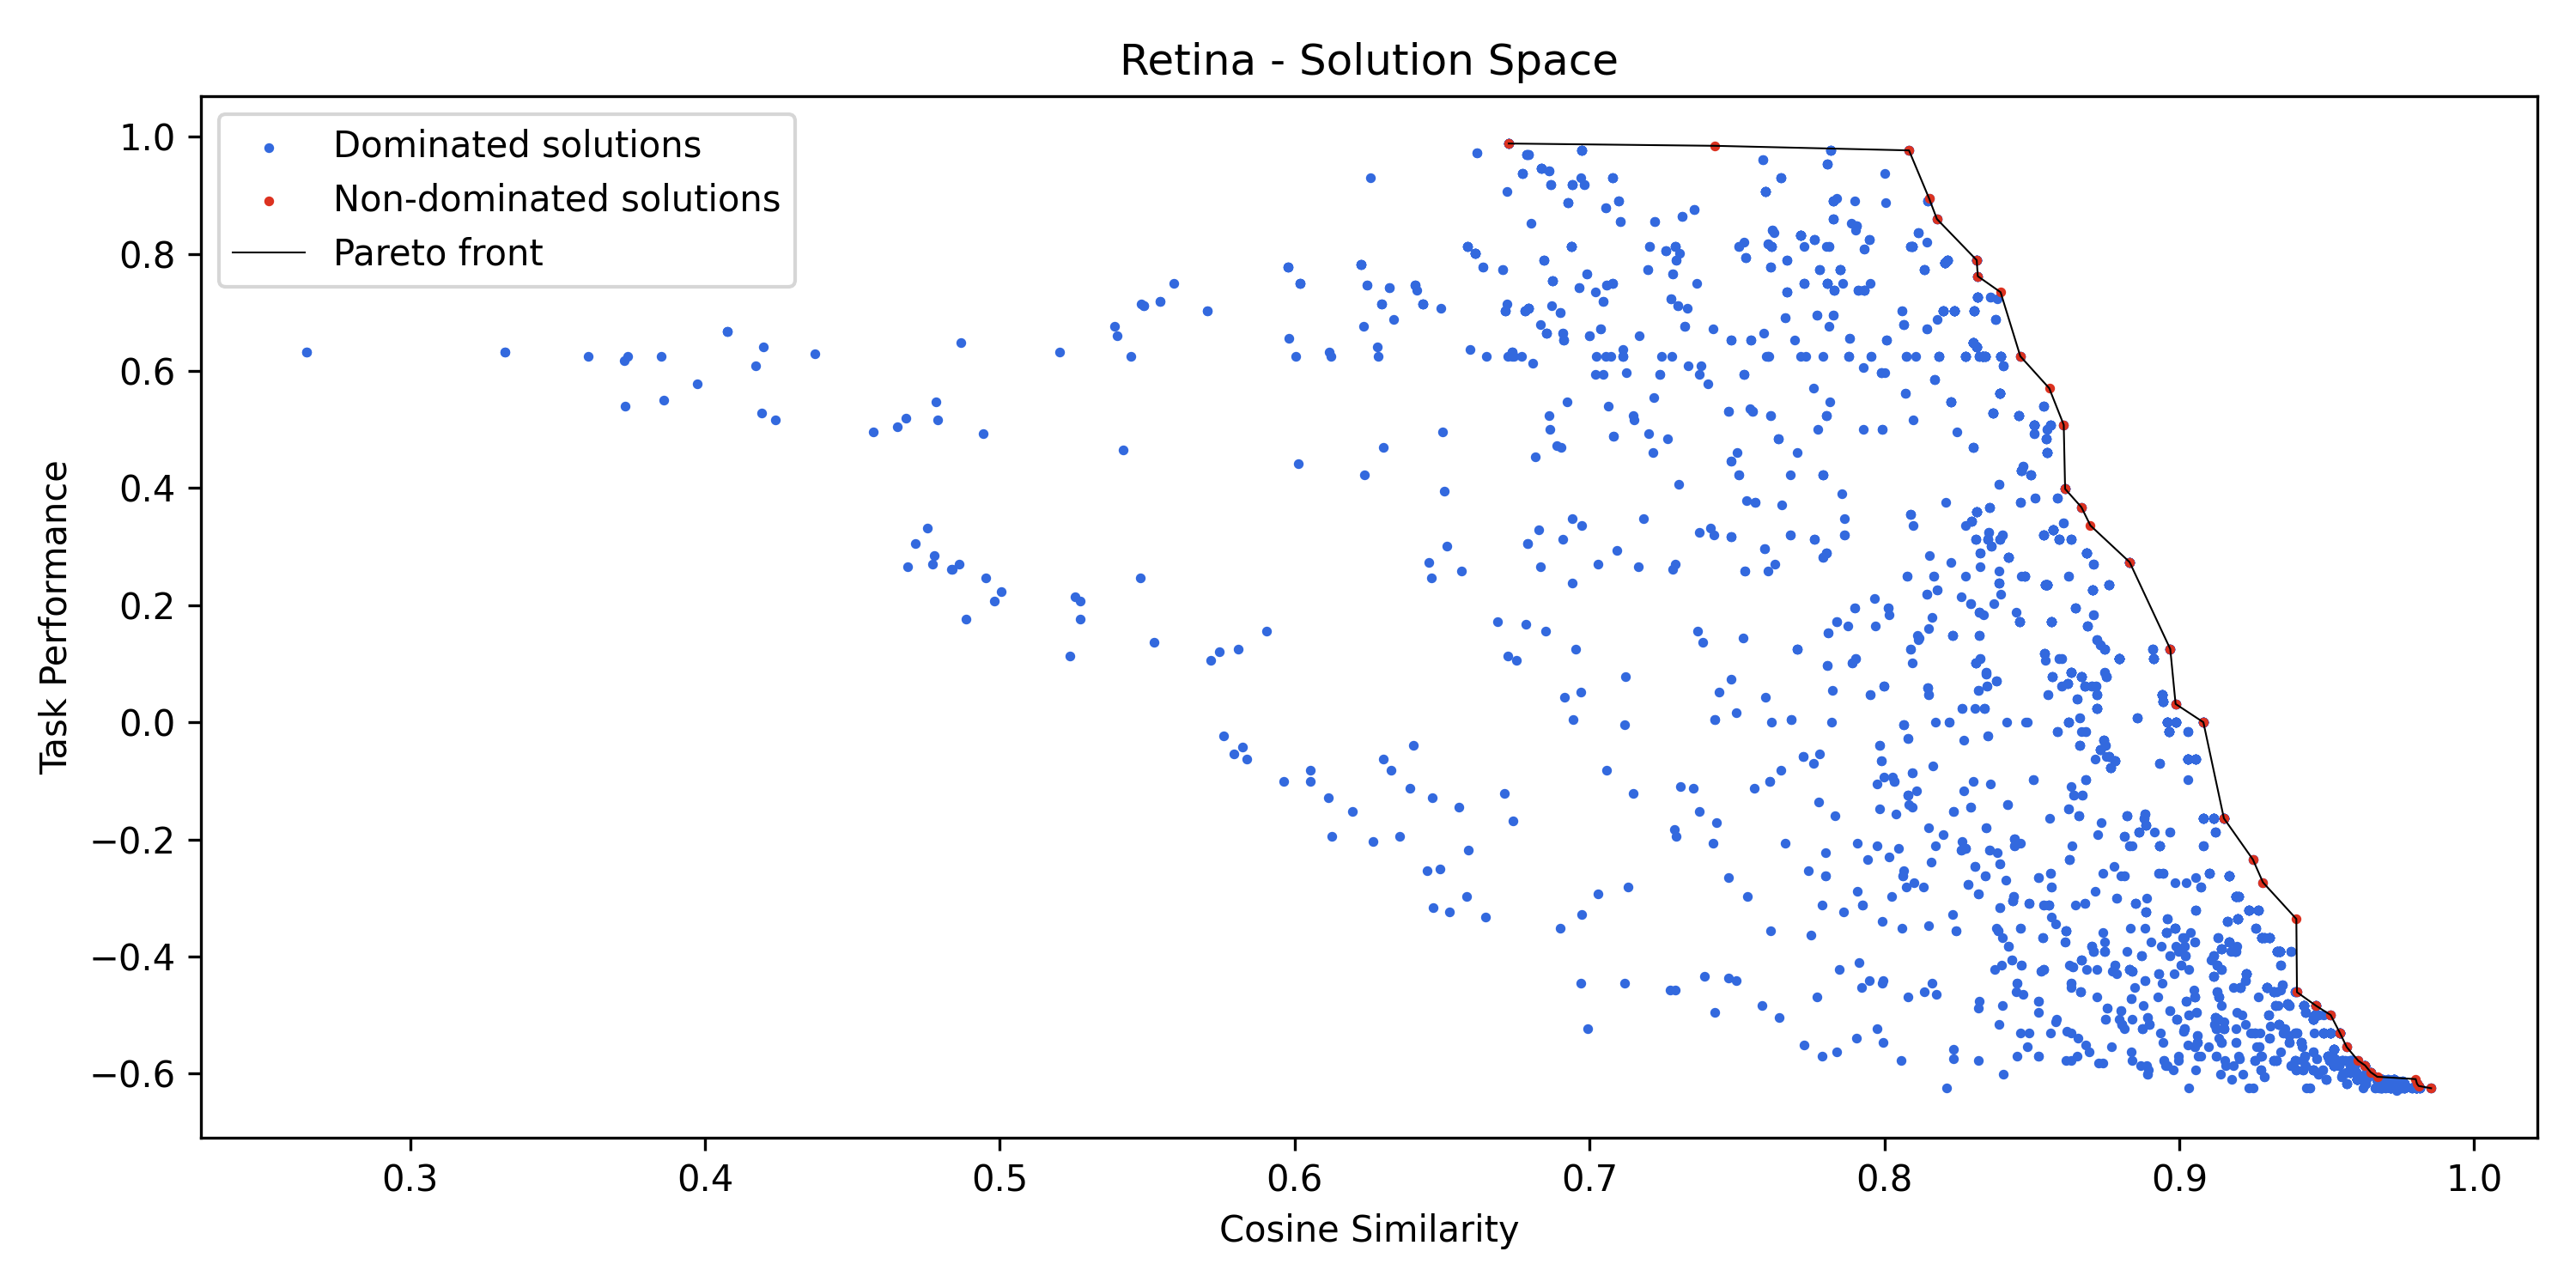 Retina - Solution Space
Dominated solutions
Non-dominated solutions
Pareto front
Task Performance
1.0
0.8
0.6
0.4
0.2
0.0
−0.2
−0.4
−0.6
0.3 0.4 0.5 0.6 0.7 0.8 0.9 1.0
Cosine Similarity